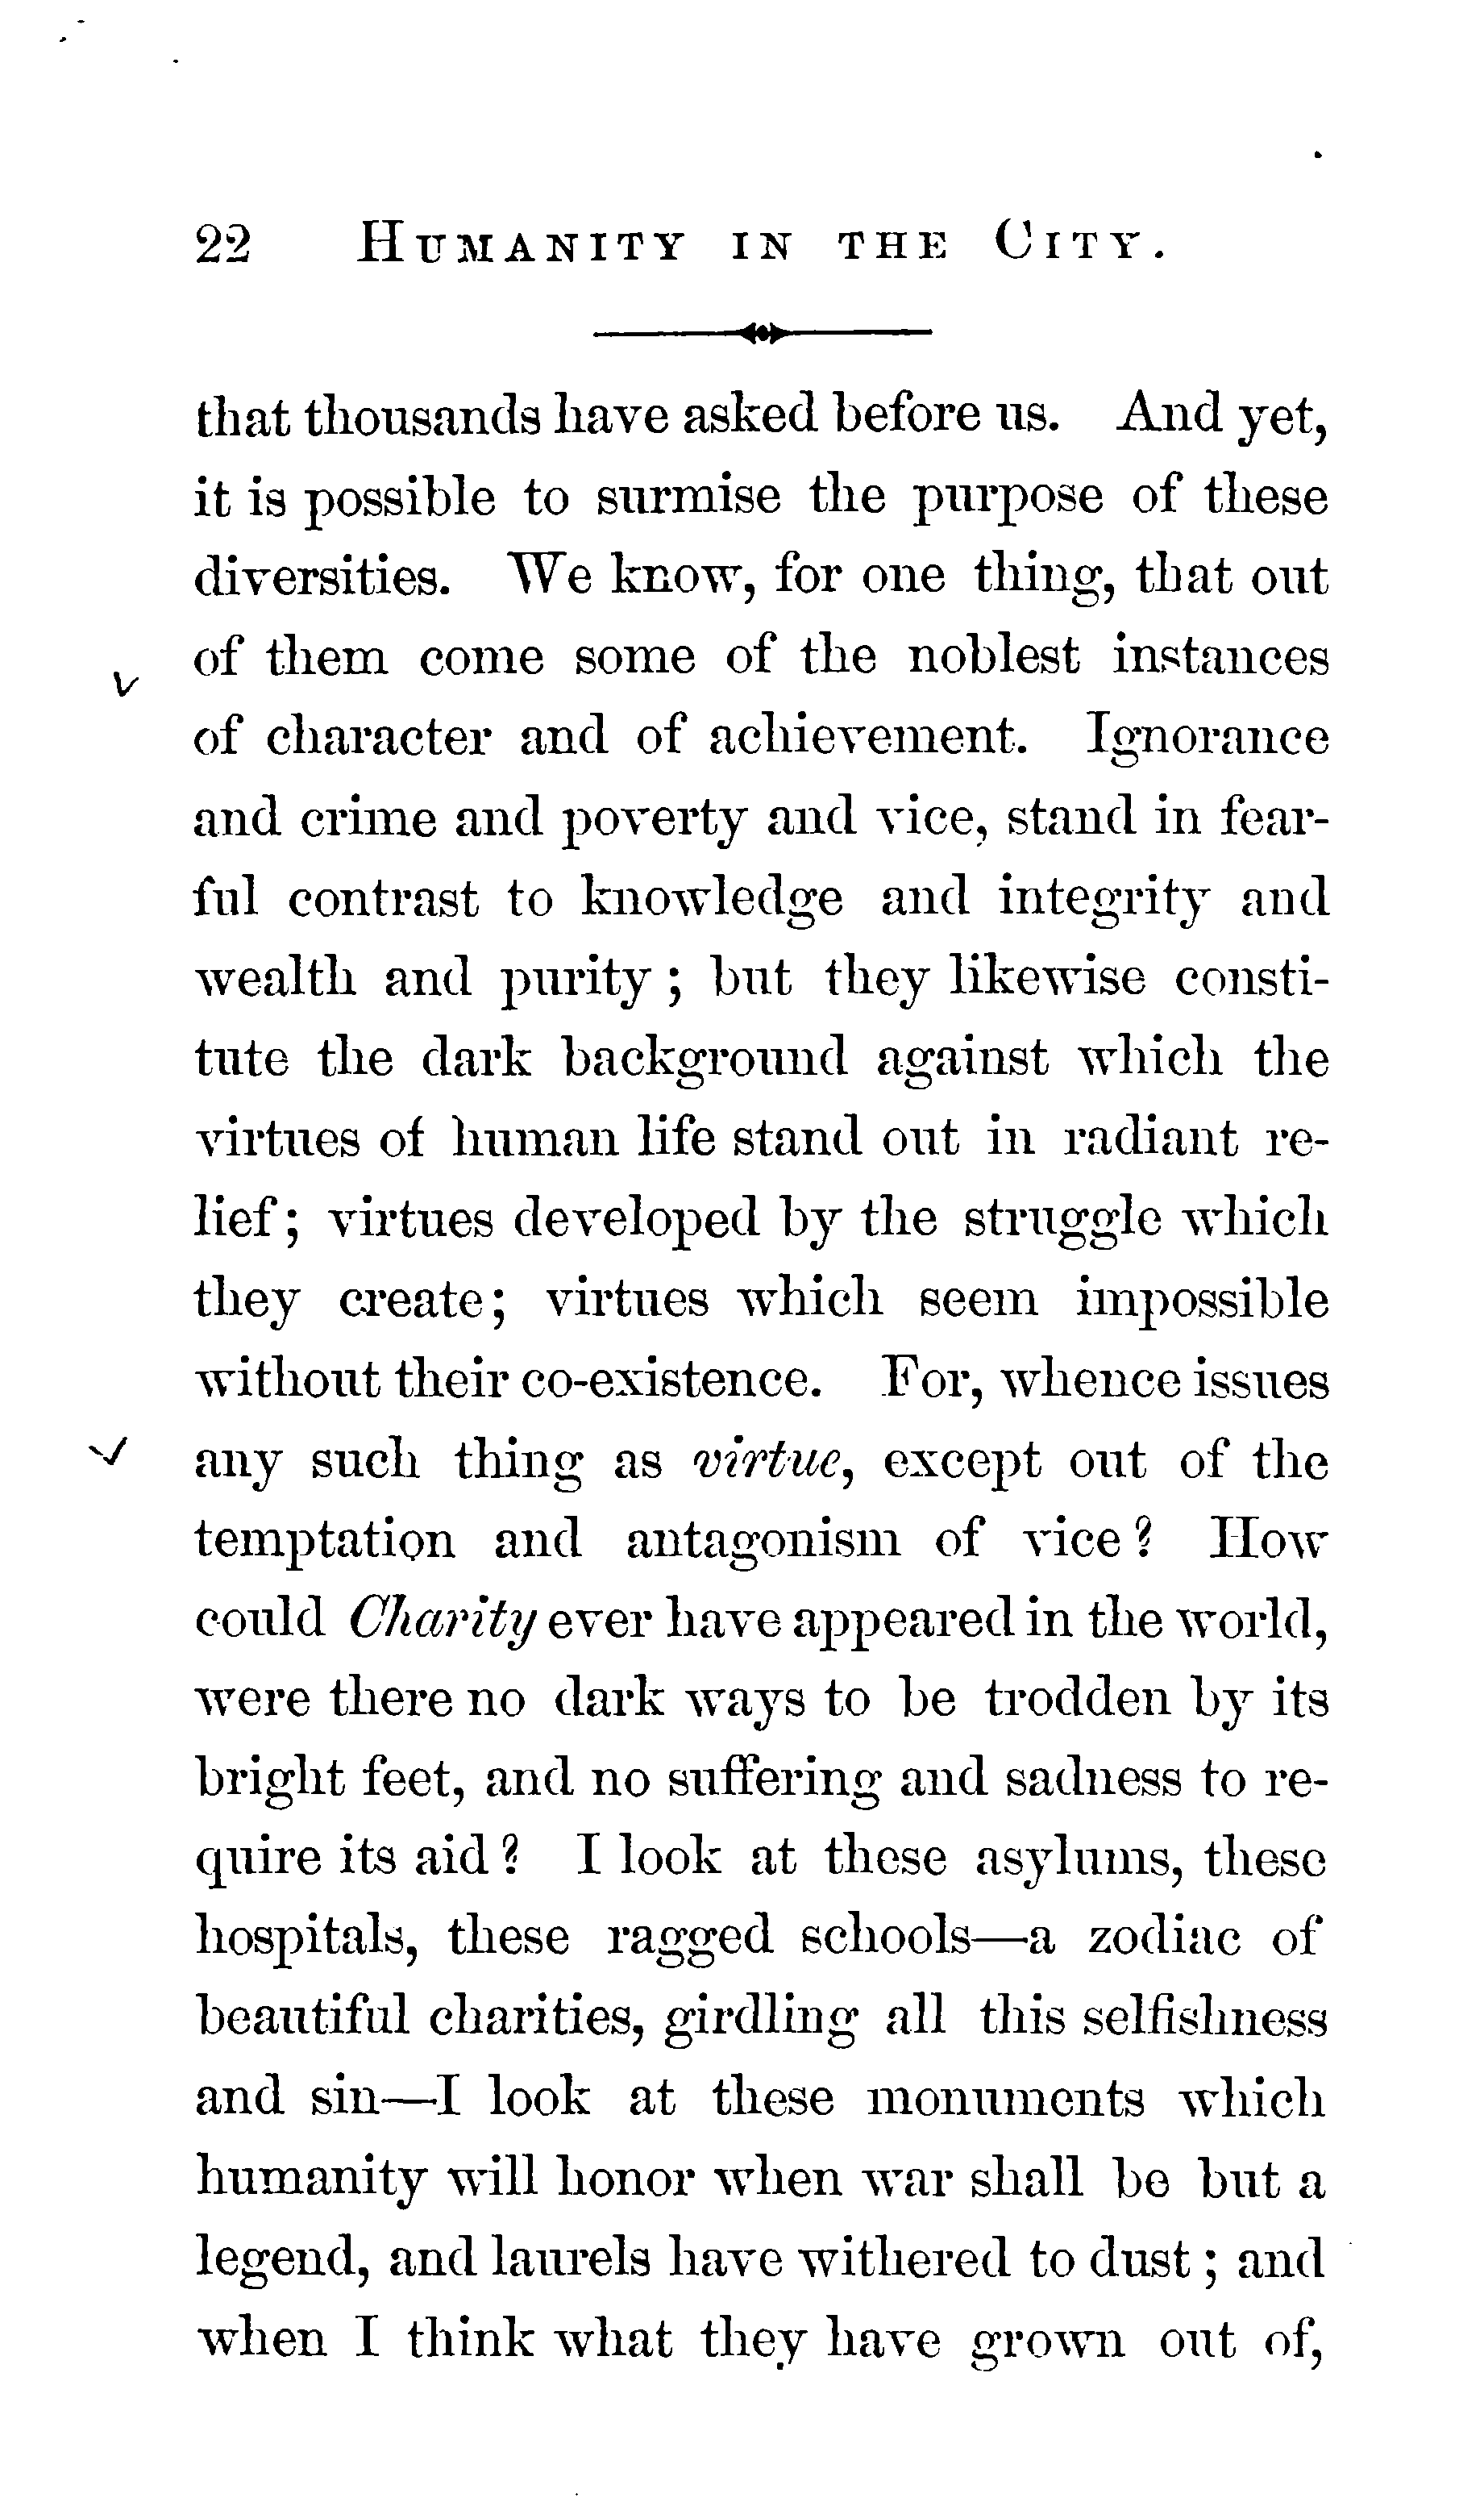 22 HUMANITY IN THE CITY.
that thousands have asked before us. And yet,
it is possible to surmise the purpose of these
diversities. We know, for one thing, that out
of them come some of the noblest instances
of character and of achievement. Ignorance
and crime and poverty and vice, stand in fear-
ful contrast to knowledge and integrity and
wealth and purity ; but they likewise consti-
tute the dark background against which the
virtues of human life stand out in radiant re-
lief; virtues developed by the struggle which
they create; virtues which seem impossible
without their co-existence. For, whence issues
any such thing as virtue, except out of the
temptation and antagonism of vice ? How
could Charity ever have appeared in the world,
were there no dark ways to be trodden by its
bright feet, and no suffering and sadness to re-
quire its aid ? I look at these asylums, these
hospitals, these ragged schools—a zodiac of
beautiful charities, girdling all this selfishness
and sin—I look at these monuments which
humanity will honor when war shall be but a
legend, and laurels have withered to dust ; and
when I think what they have grown out of,